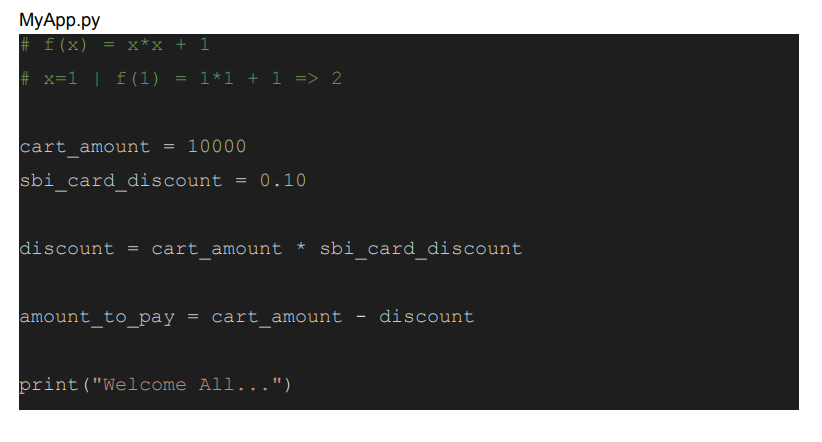 MyApp.py
# f(x) = x*x + 1
# x=1 | f(1) = 1*1 + 1 => 2
cart_amount = 10000
sbi_card_discount = 0.10
discount = cart_amount * sbi_card_discount
amount_to_pay = cart_amount - discount
print("Welcome All...")